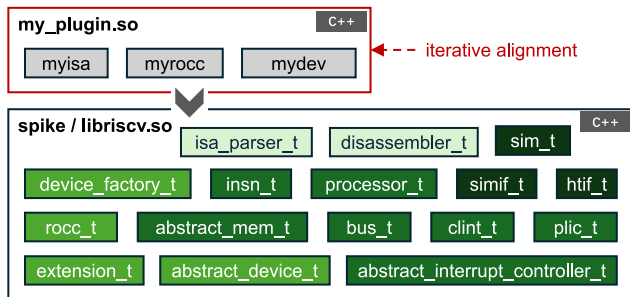 my_plugin.so C++
myisa myrocc mydev
iterative alignment
spike / libriscv.so C++
isa_parser_t disassembler_t sim_t
device_factory_t insn_t processor_t simif_t htif_t
rocc_t abstract_mem_t bus_t clint_t plic_t
extension_t abstract_device_t abstract_interrupt_controller_t